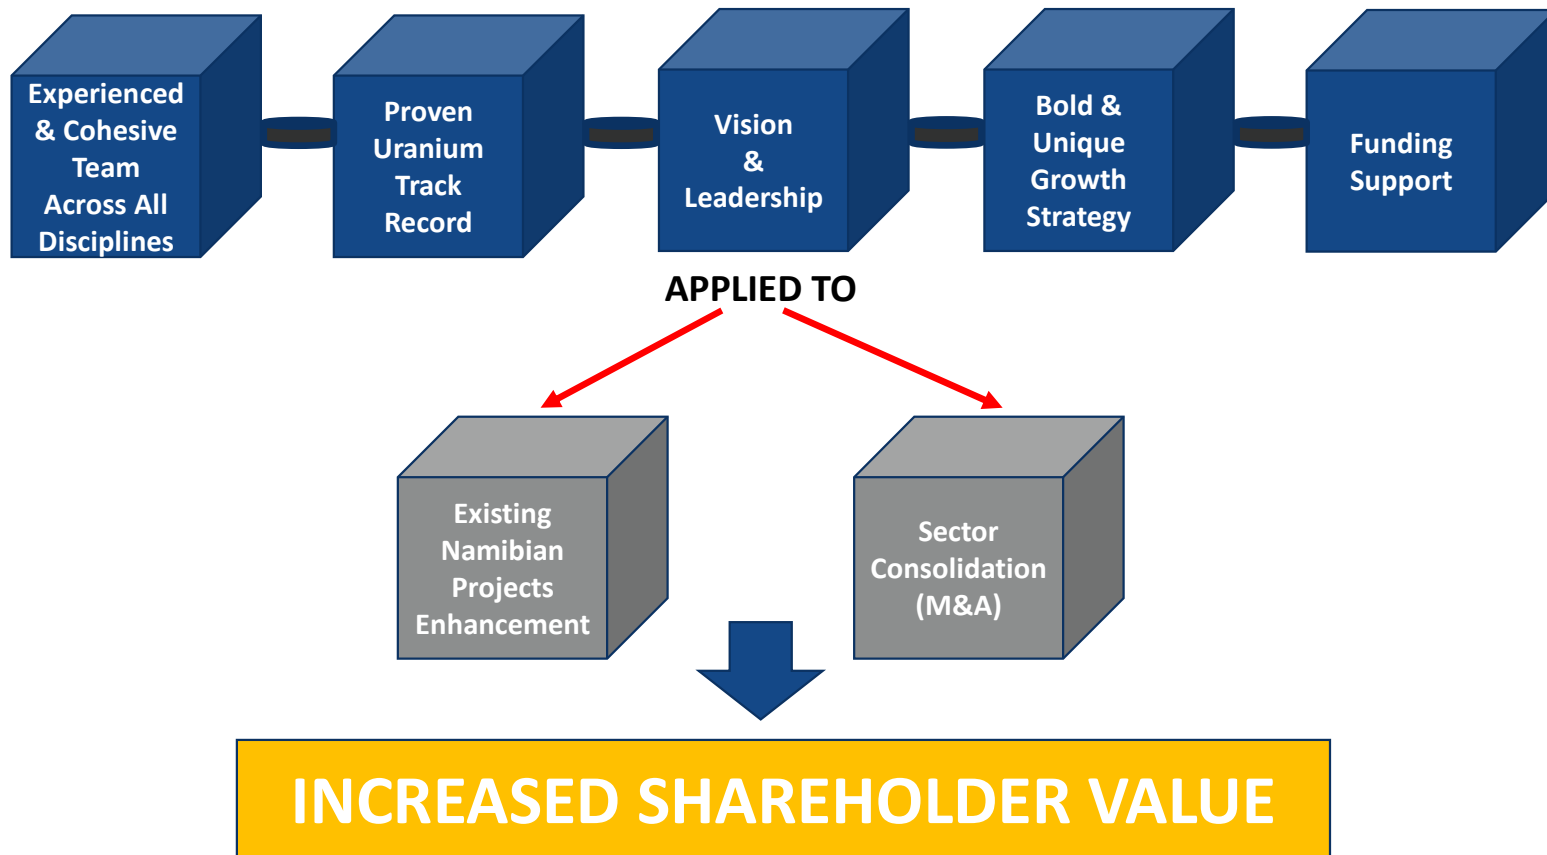 Experienced
& Cohesive
Team
Across All
Disciplines
Proven
Uranium
Track
Record
Vision
&
Leadership
Bold &
Unique
Growth
Strategy
Funding
Support
APPLIED TO
Existing
Namibian
Projects
Enhancement
Sector
Consolidation
(M&A)
INCREASED SHAREHOLDER VALUE